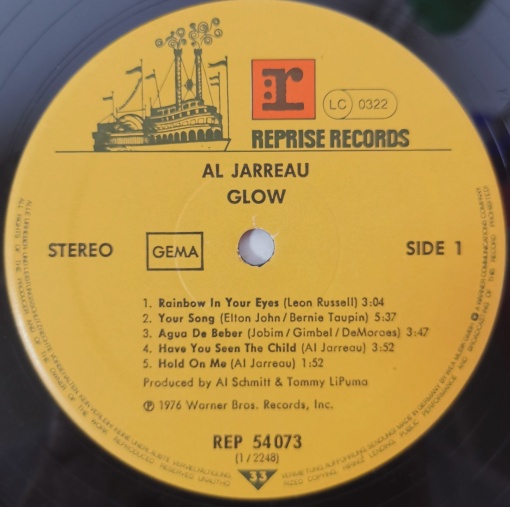 r
LC 0322
REPRISE RECORDS
AL JARREAU
GLOW
STEREO GEMA SIDE 1
1. Rainbow In Your Eyes (Leon Russell) 3:04
2. Your Song (Elton John/Bernie Taupin) 5:37
3. Agua De Beber (Jobim/Gimbel/DeMoraes) 3:47
4. Have You Seen The Child (Al Jarreau) 3:52
5. Hold On Me (Al Jarreau) 1:52
Produced by Al Schmitt & Tommy LiPuma
℗ 1976 Warner Bros. Records, Inc.
REP 54 073
(1/2248)
33